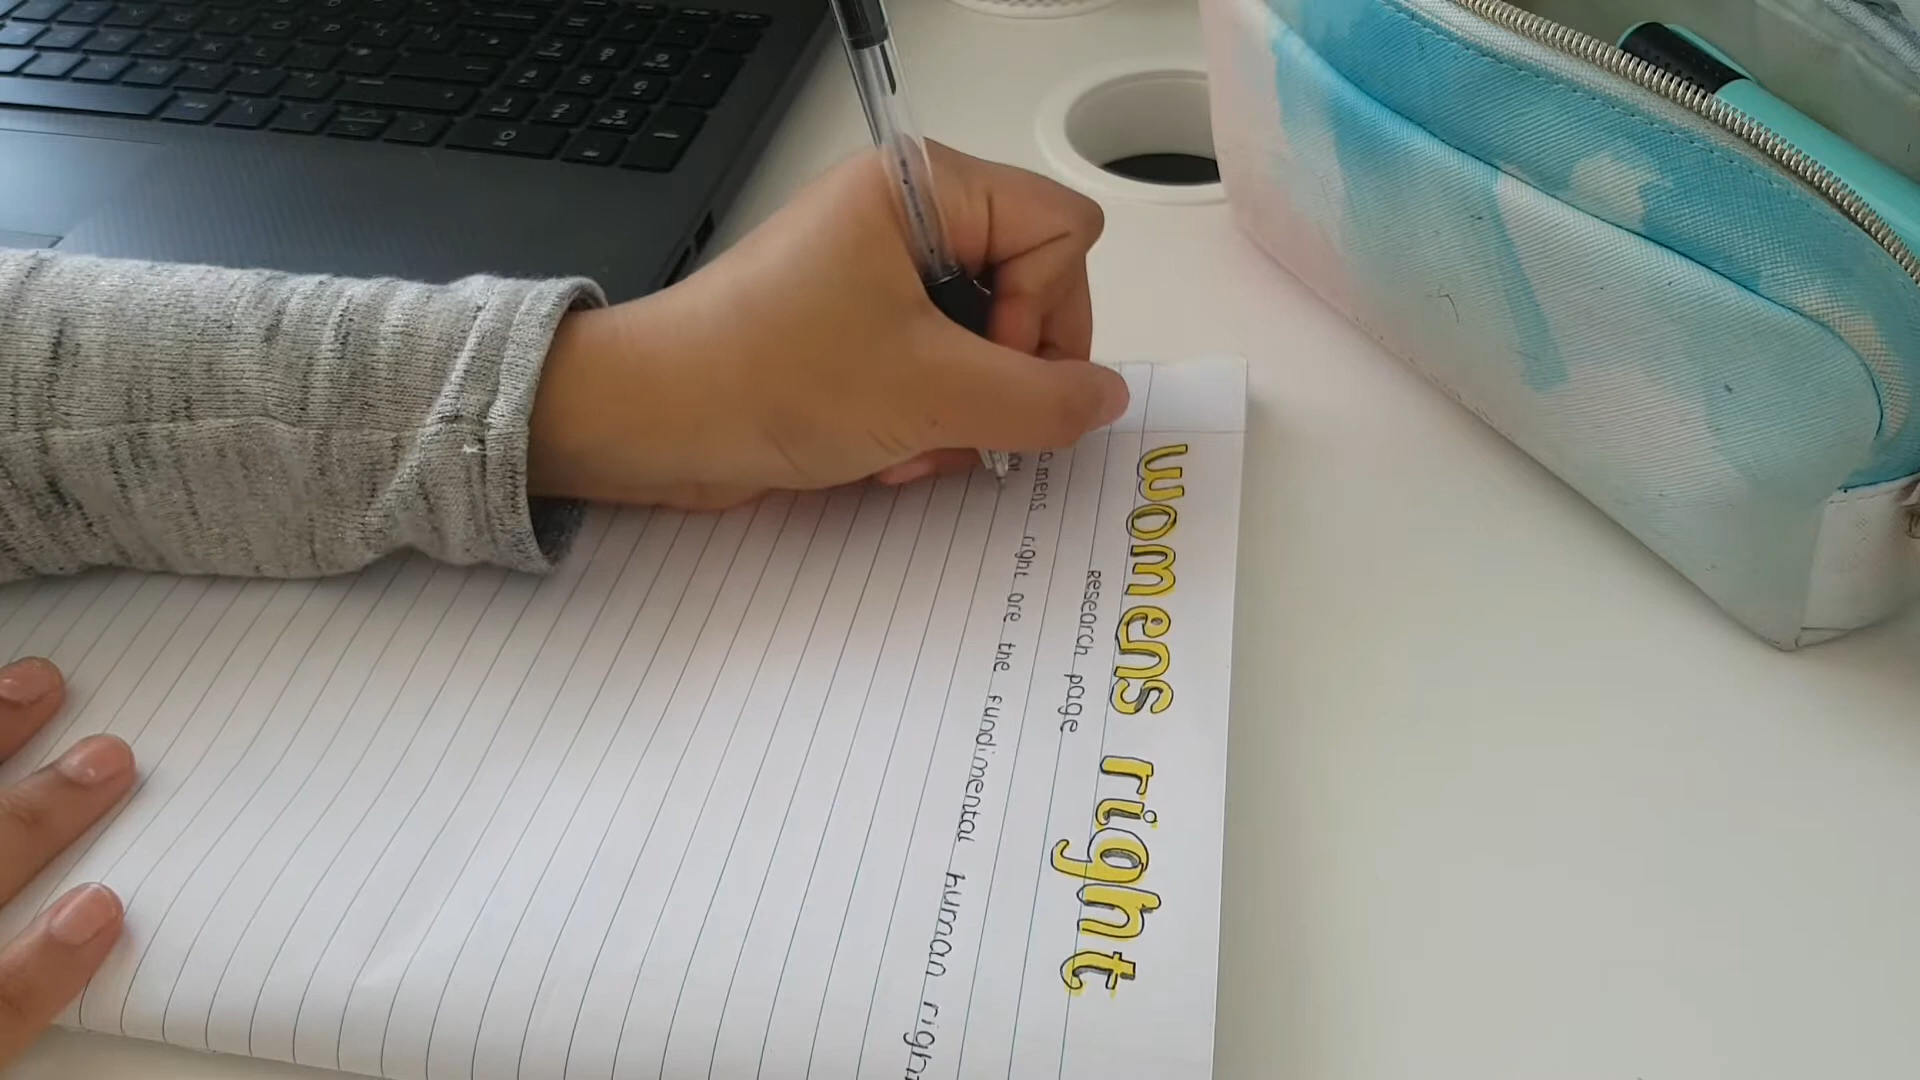 womens right
Research page
omens right are the fundimental human righ